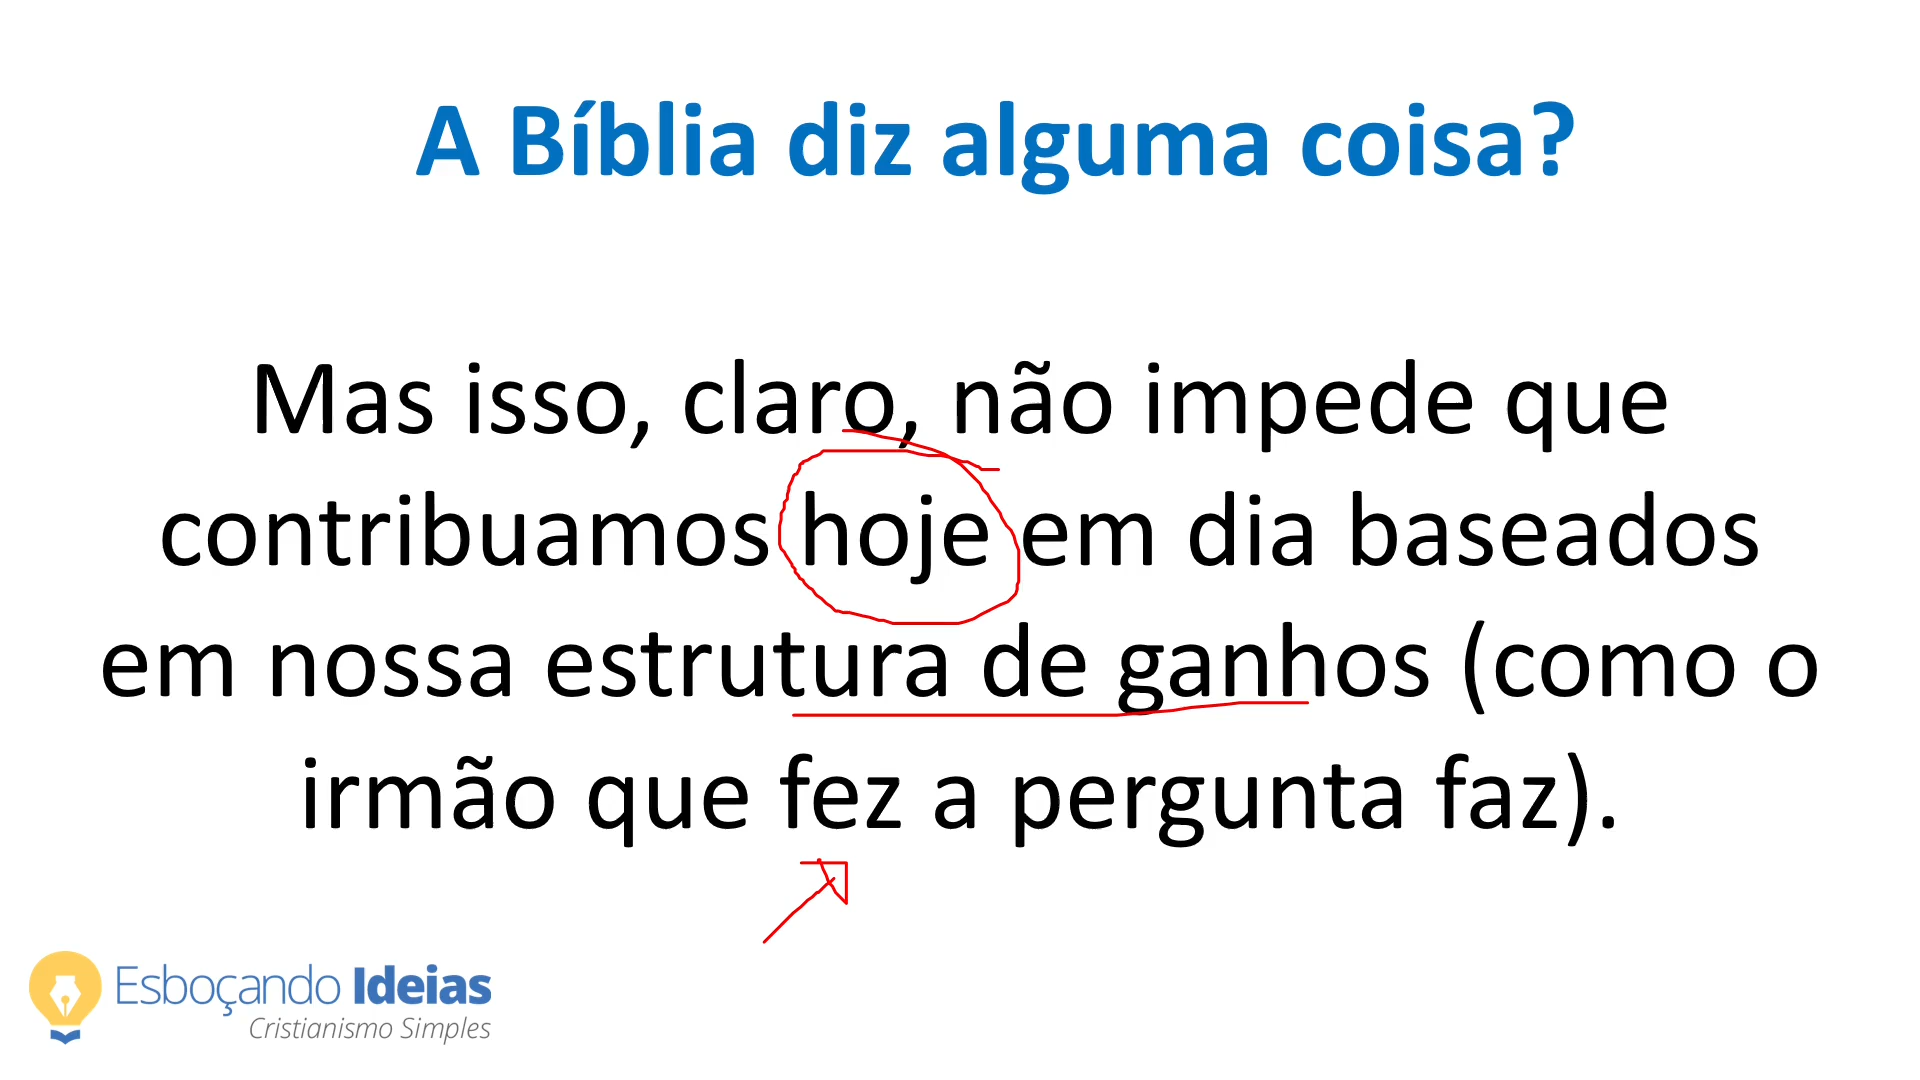 A Bíblia diz alguma coisa?
Mas isso, claro, não impede que
contribuamos hoje em dia baseados
em nossa estrutura de ganhos (como o
irmão que fez a pergunta faz).
Esboçando Ideias
Cristianismo Simples